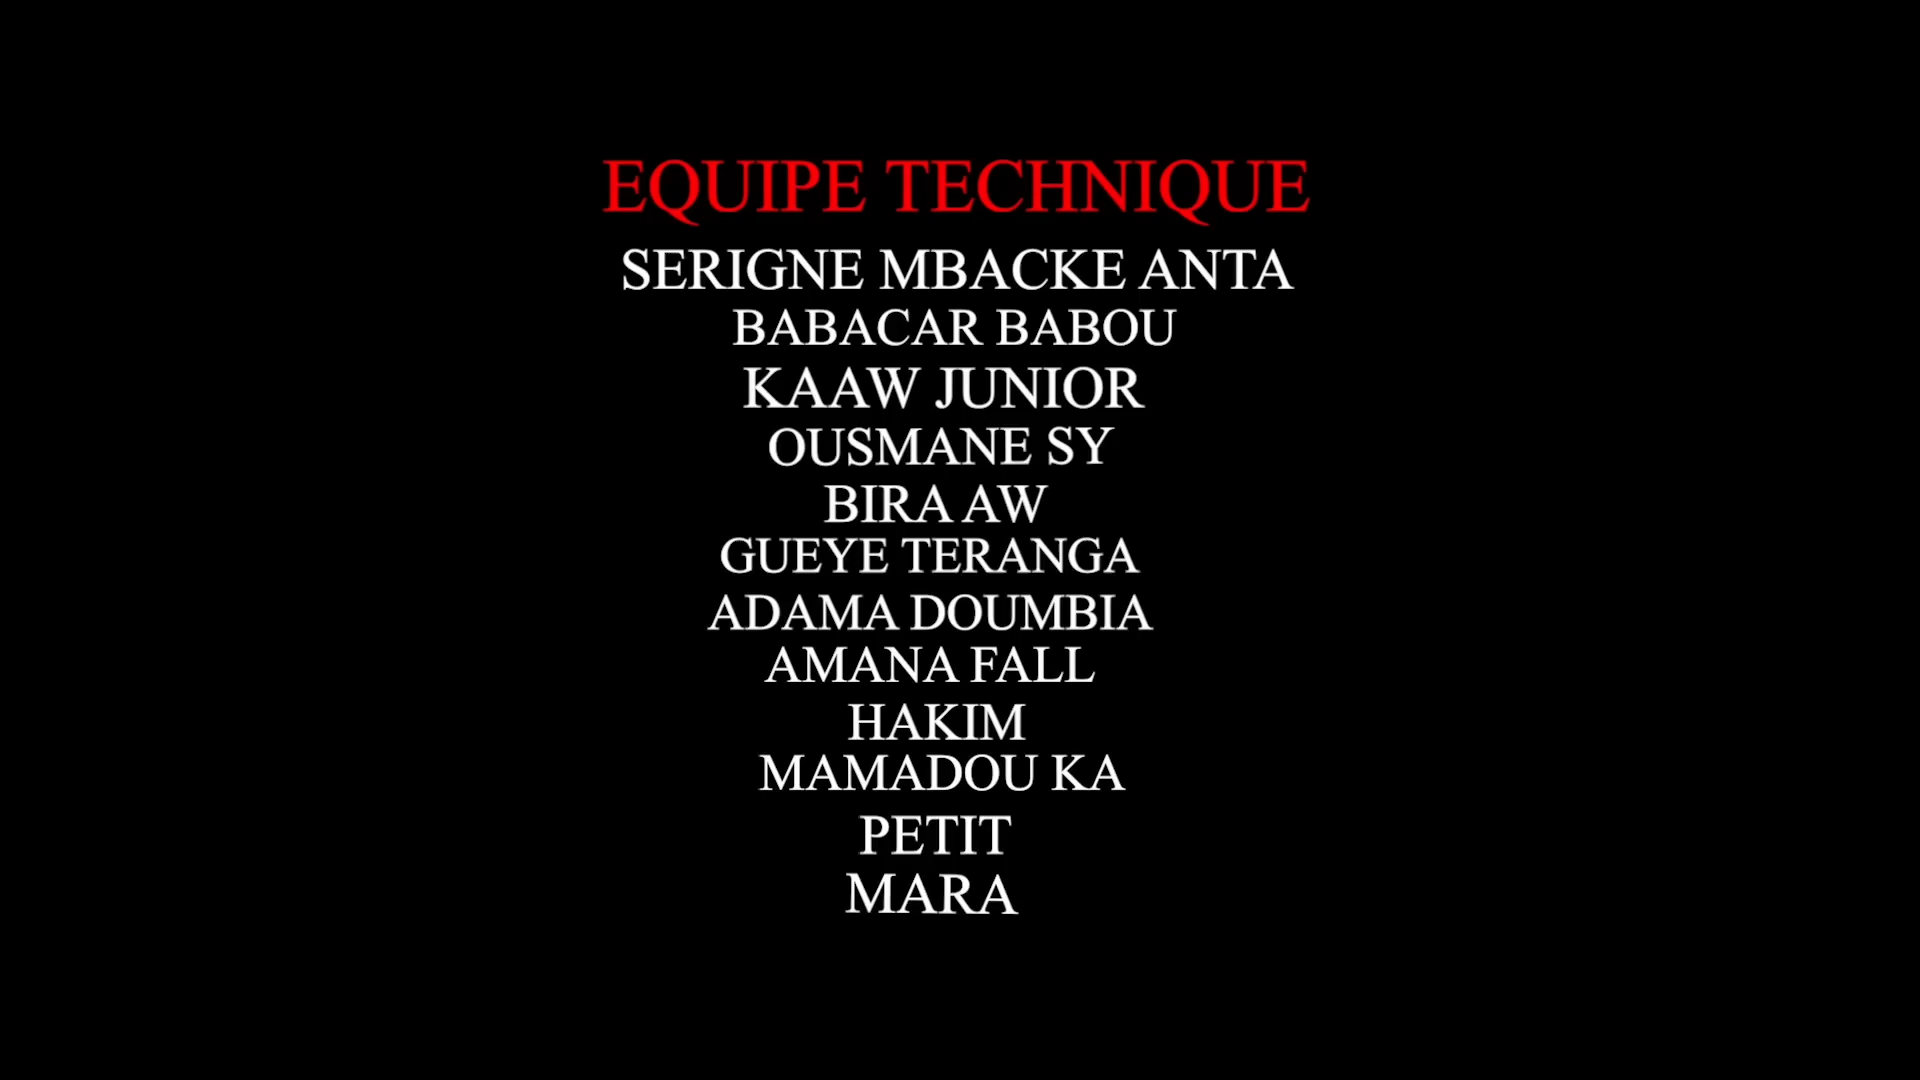 EQUIPE TECHNIQUE
SERIGNE MBACKE ANTA
BABACAR BABOU
KAAW JUNIOR
OUSMANE SY
BIRA AW
GUEYE TERANGA
ADAMA DOUMBIA
AMANA FALL
HAKIM
MAMADOU KA
PETIT
MARA